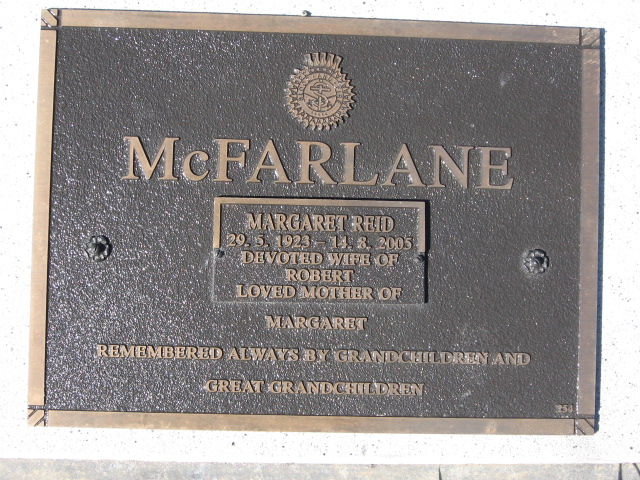 McFARLANE
MARGARET REID
29. 5. 1923 - 14. 8. 2005
DEVOTED WIFE OF
ROBERT
LOVED MOTHER OF
MARGARET
REMEMBERED ALWAYS BY GRANDCHILDREN AND
GREAT GRANDCHILDREN